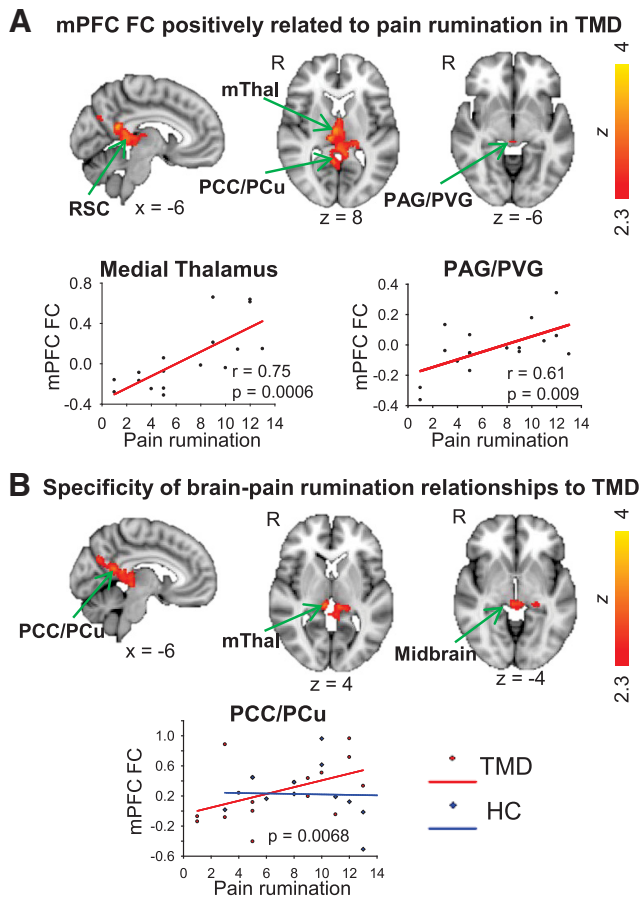 A mPFC FC positively related to pain rumination in TMD
R
R
mThal
RSC
PCC/PCu
PAG/PVG
x = -6
z = 8
z = -6
4
z
2.3
Medial Thalamus
mPFC FC
0.8
0.4
0.0
-0.4
r = 0.75
p = 0.0006
0 2 4 6 8 10 12 14
Pain rumination
PAG/PVG
mPFC FC
0.4
0.2
0.0
-0.2
-0.4
r = 0.61
p = 0.009
0 2 4 6 8 10 12 14
Pain rumination
B Specificity of brain-pain rumination relationships to TMD
R
R
PCC/PCu
mThal
Midbrain
x = -6
z = 4
z = -4
4
z
2.3
PCC/PCu
mPFC FC
1.0
0.6
0.2
-0.2
-0.6
p = 0.0068
0 2 4 6 8 10 12 14
Pain rumination
TMD
HC